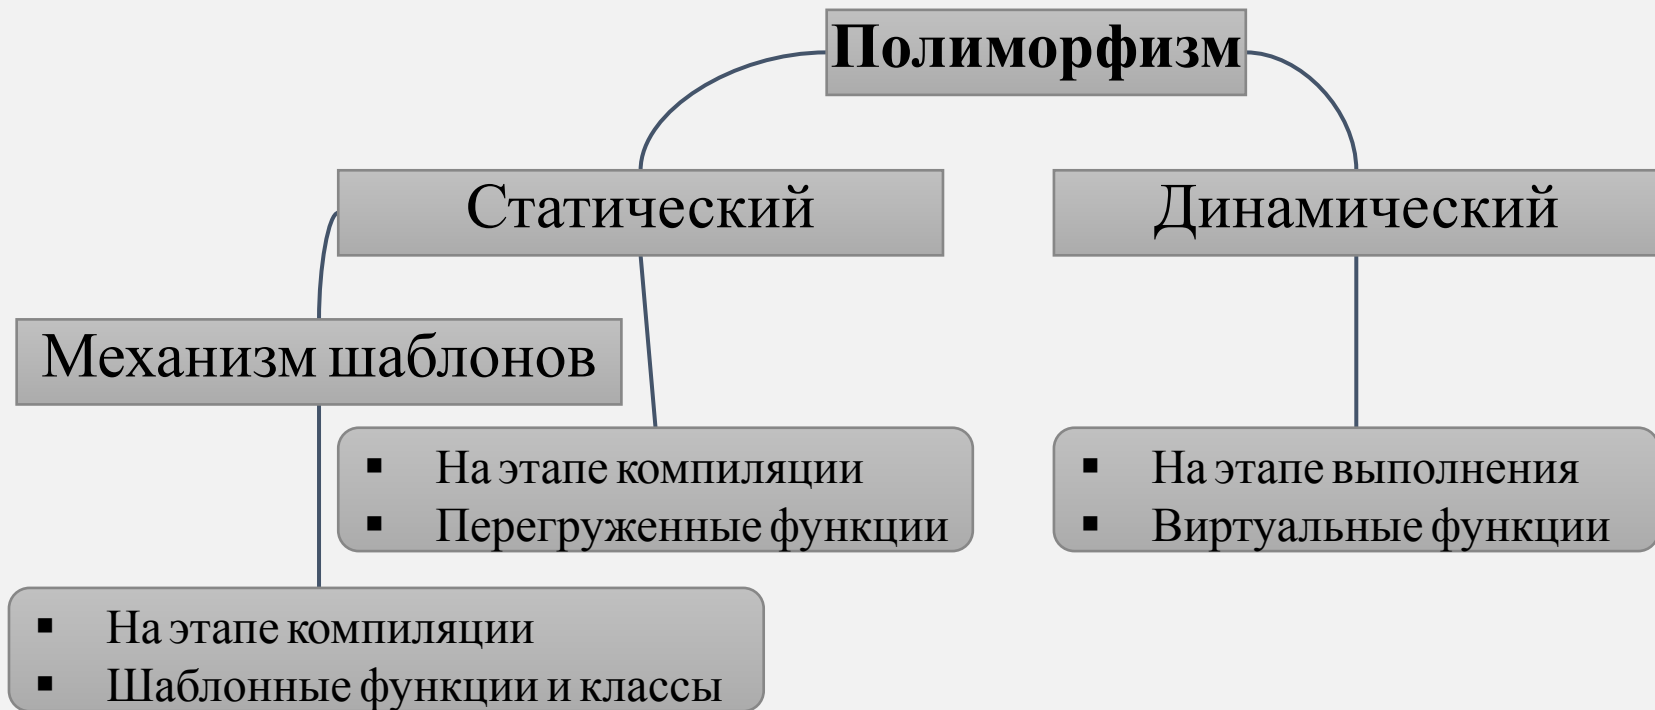 Полиморфизм
Статический
Динамический
Механизм шаблонов
▪ На этапе компиляции
▪ Перегруженные функции
▪ На этапе выполнения
▪ Виртуальные функции
▪ На этапе компиляции
▪ Шаблонные функции и классы